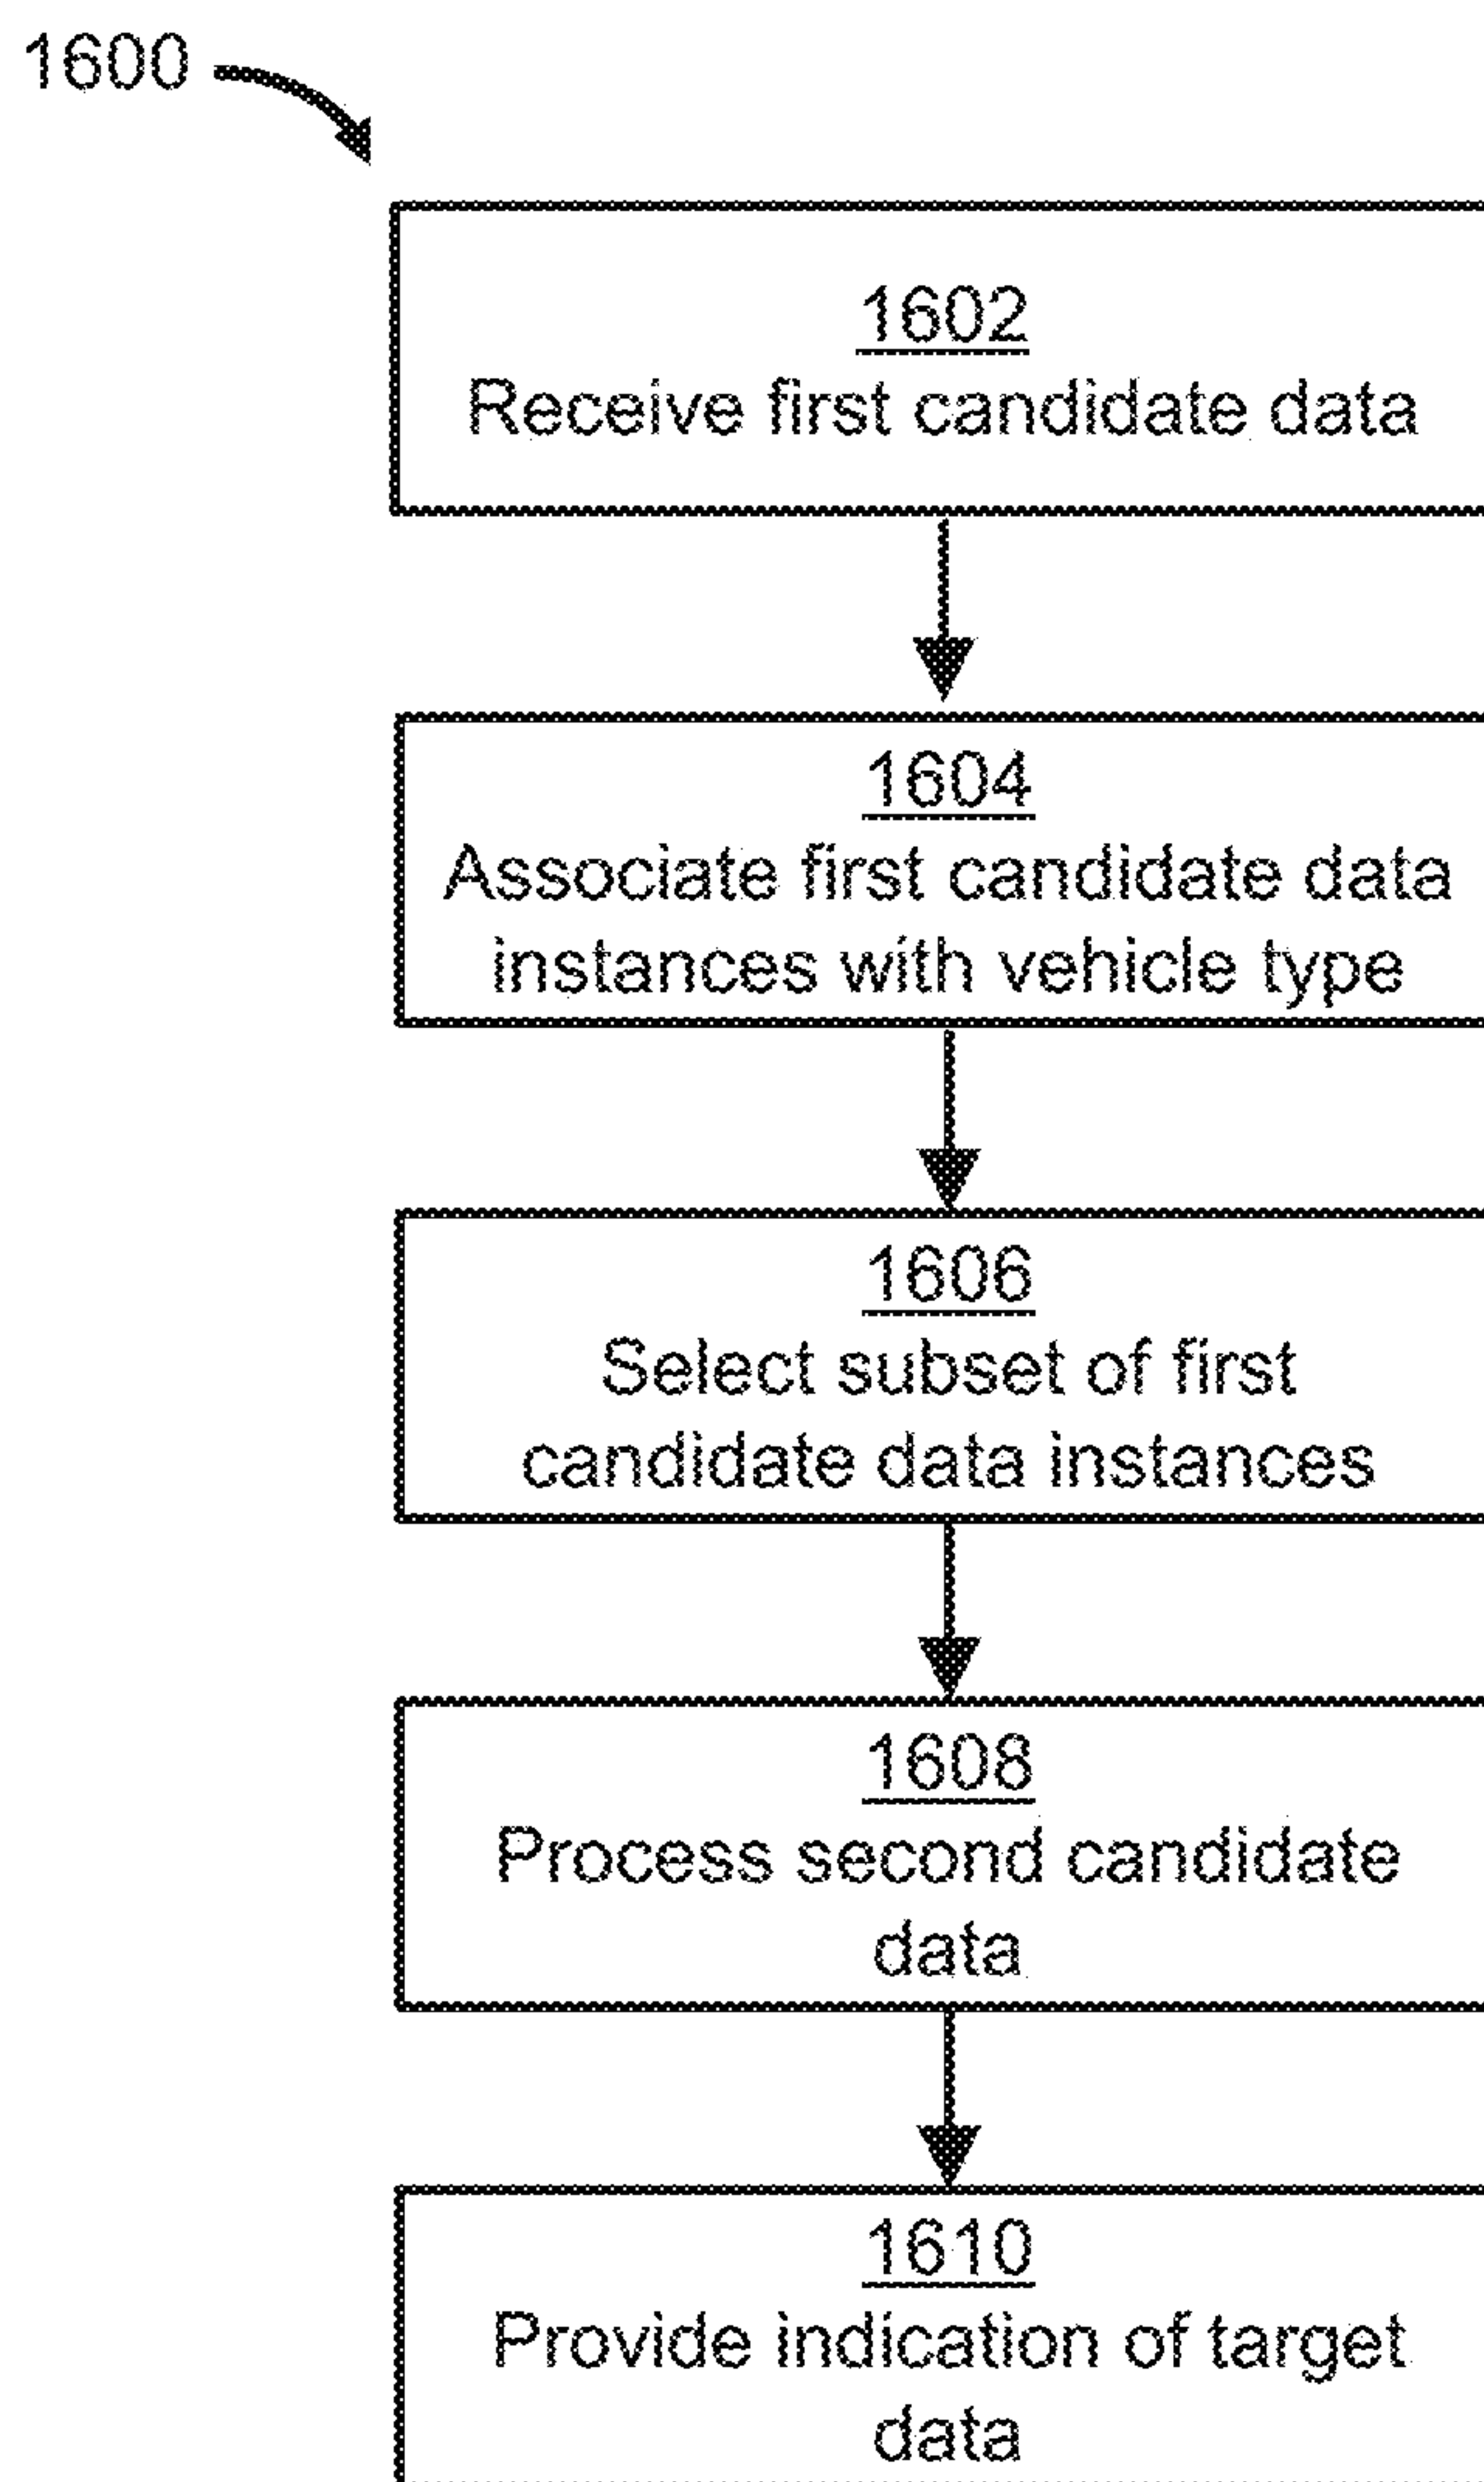 1600
1602
Receive first candidate data
1604
Associate first candidate data
instances with vehicle type
1606
Select subset of first
candidate data instances
1608
Process second candidate
data
1610
Provide indication of target
data